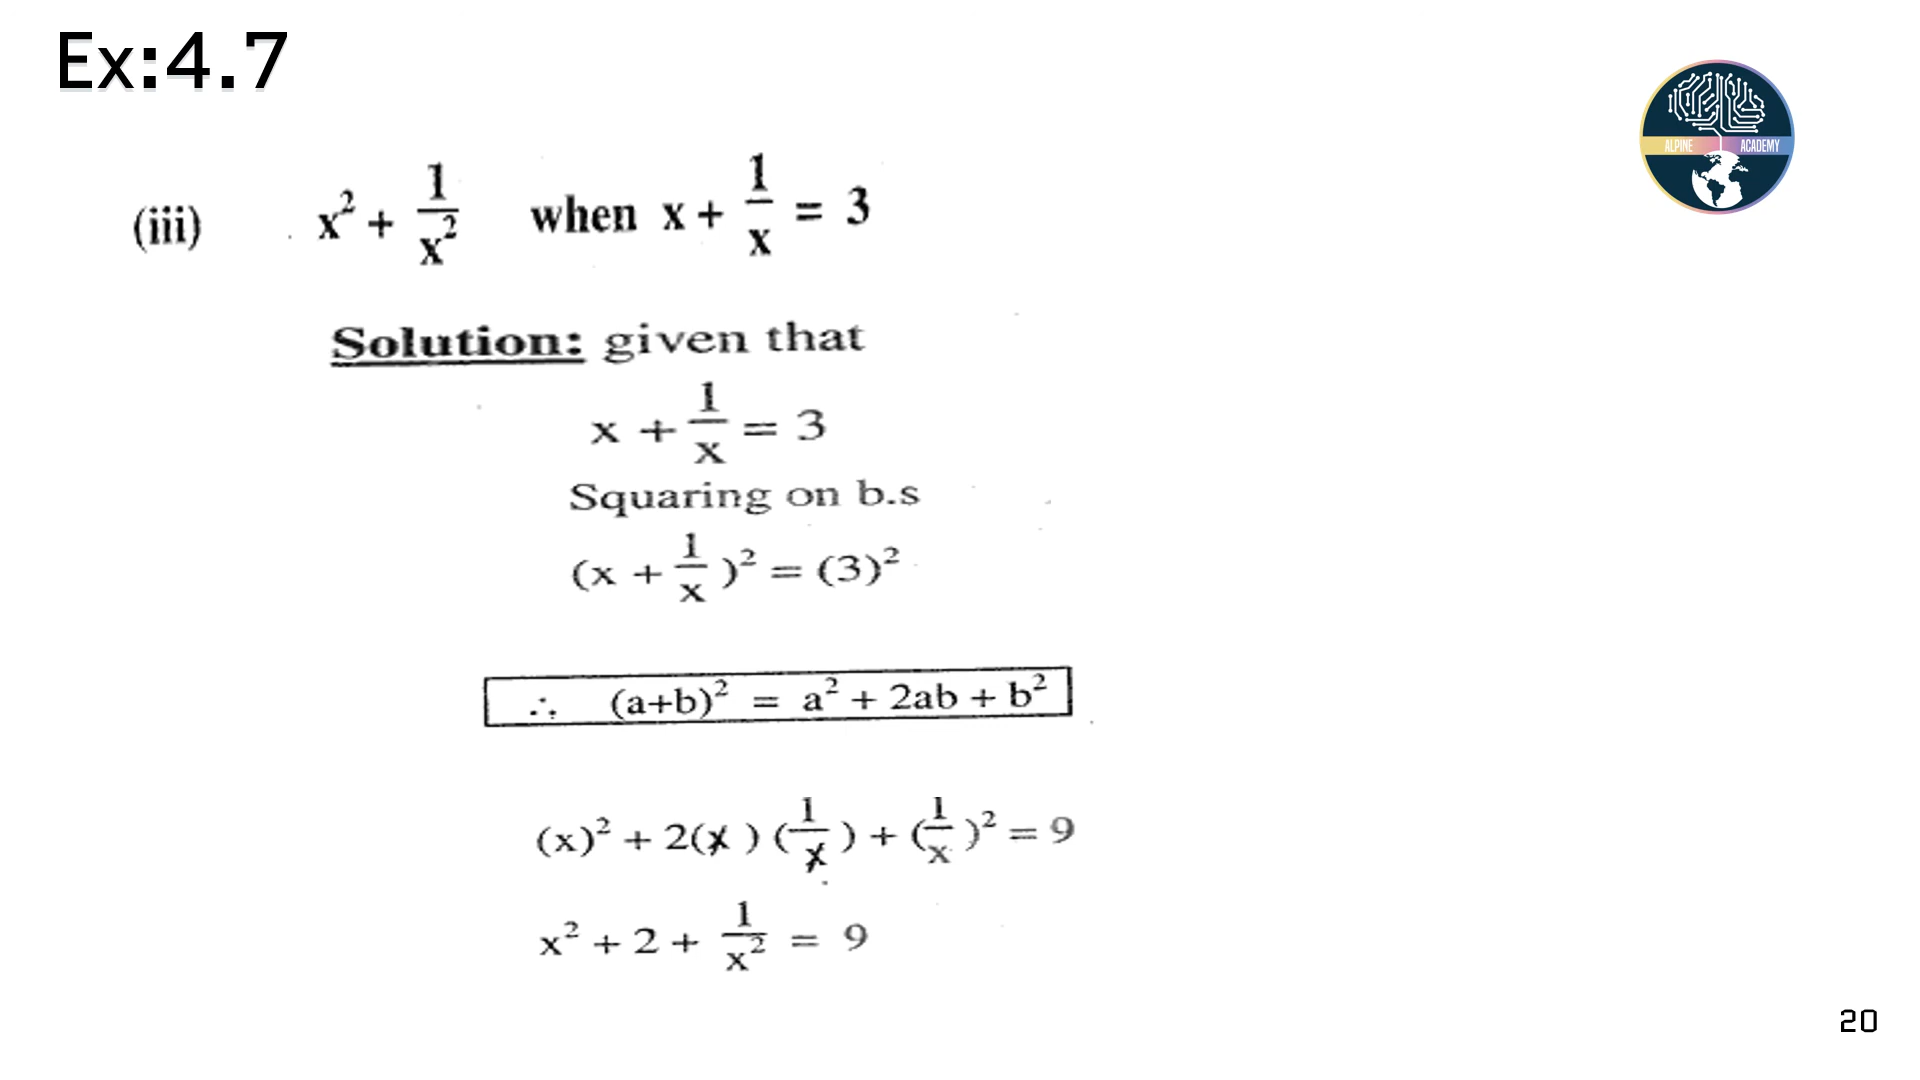 Ex:4.7
ALPINE ACADEMY
(iii) x² + 1/x² when x + 1/x = 3
Solution: given that
x + 1/x = 3
Squaring on b.s
(x + 1/x )² = (3)²
∴ (a+b)² = a² + 2ab + b²
(x)² + 2(x ) (1/x ) + (1/x )² = 9
x² + 2 + 1/x² = 9
20